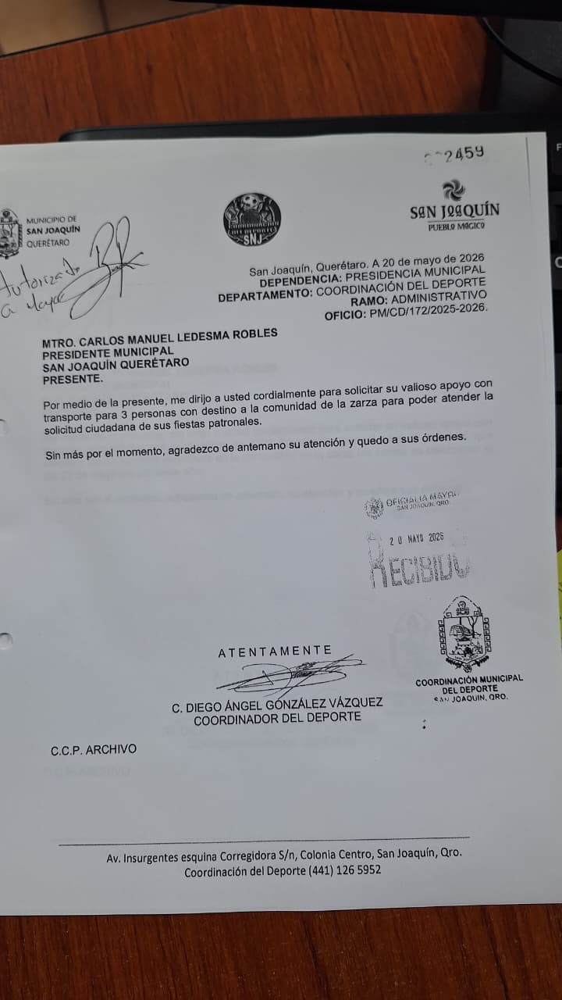 2459
MUNICIPIO DE
SAN JOAQUÍN
QUERÉTARO
COORDINACIÓN
DEL DEPORTE
SNJ
SAN JOAQUÍN
PUEBLO MÁGICO
Autorizado
a
San Joaquín, Querétaro. A 20 de mayo de 2026
DEPENDENCIA: PRESIDENCIA MUNICIPAL
DEPARTAMENTO: COORDINACIÓN DEL DEPORTE
RAMO: ADMINISTRATIVO
OFICIO: PM/CD/172/2025-2026.
MTRO. CARLOS MANUEL LEDESMA ROBLES
PRESIDENTE MUNICIPAL
SAN JOAQUÍN QUERÉTARO
PRESENTE.
Por medio de la presente, me dirijo a usted cordialmente para solicitar su valioso apoyo con
transporte para 3 personas con destino a la comunidad de la zarza para poder atender la
solicitud ciudadana de sus fiestas patronales.
Sin más por el momento, agradezco de antemano su atención y quedo a sus órdenes.
OFICIALIA MAYOR
SAN JOAQUIN, QRO.
20 MAYO 2026
RECIBIDO
ATENTAMENTE
C. DIEGO ÁNGEL GONZÁLEZ VÁZQUEZ
COORDINADOR DEL DEPORTE
COORDINACIÓN MUNICIPAL
DEL DEPORTE
SAN JOAQUIN, QRO.
C.C.P. ARCHIVO
Av. Insurgentes esquina Corregidora S/n, Colonia Centro, San Joaquín, Qro.
Coordinación del Deporte (441) 126 5952